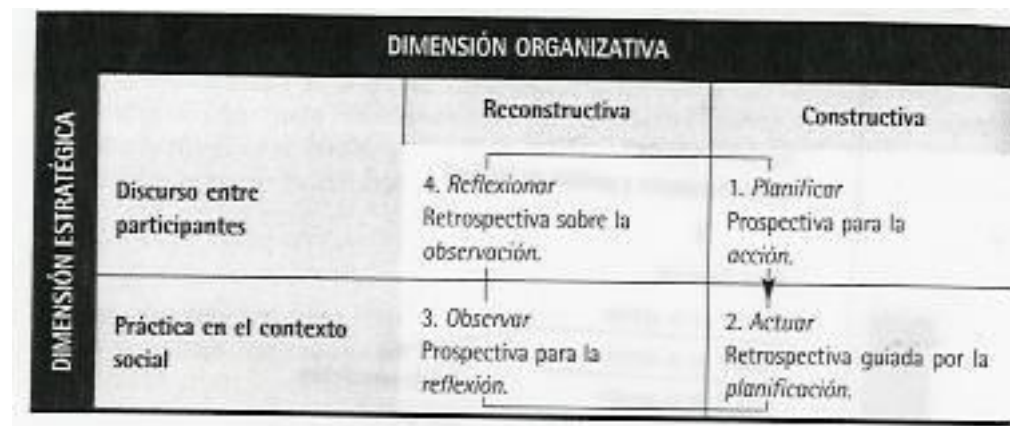 DIMENSIÓN ORGANIZATIVA
DIMENSIÓN ESTRATÉGICA
Reconstructiva
Constructiva
Discurso entre
participantes
4. Reflexionar
Retrospectiva sobre la
observación.
1. Planificar
Prospectiva para la
acción.
Práctica en el contexto
social
3. Observar
Prospectiva para la
reflexión.
2. Actuar
Retrospectiva guiada por la
planificación.